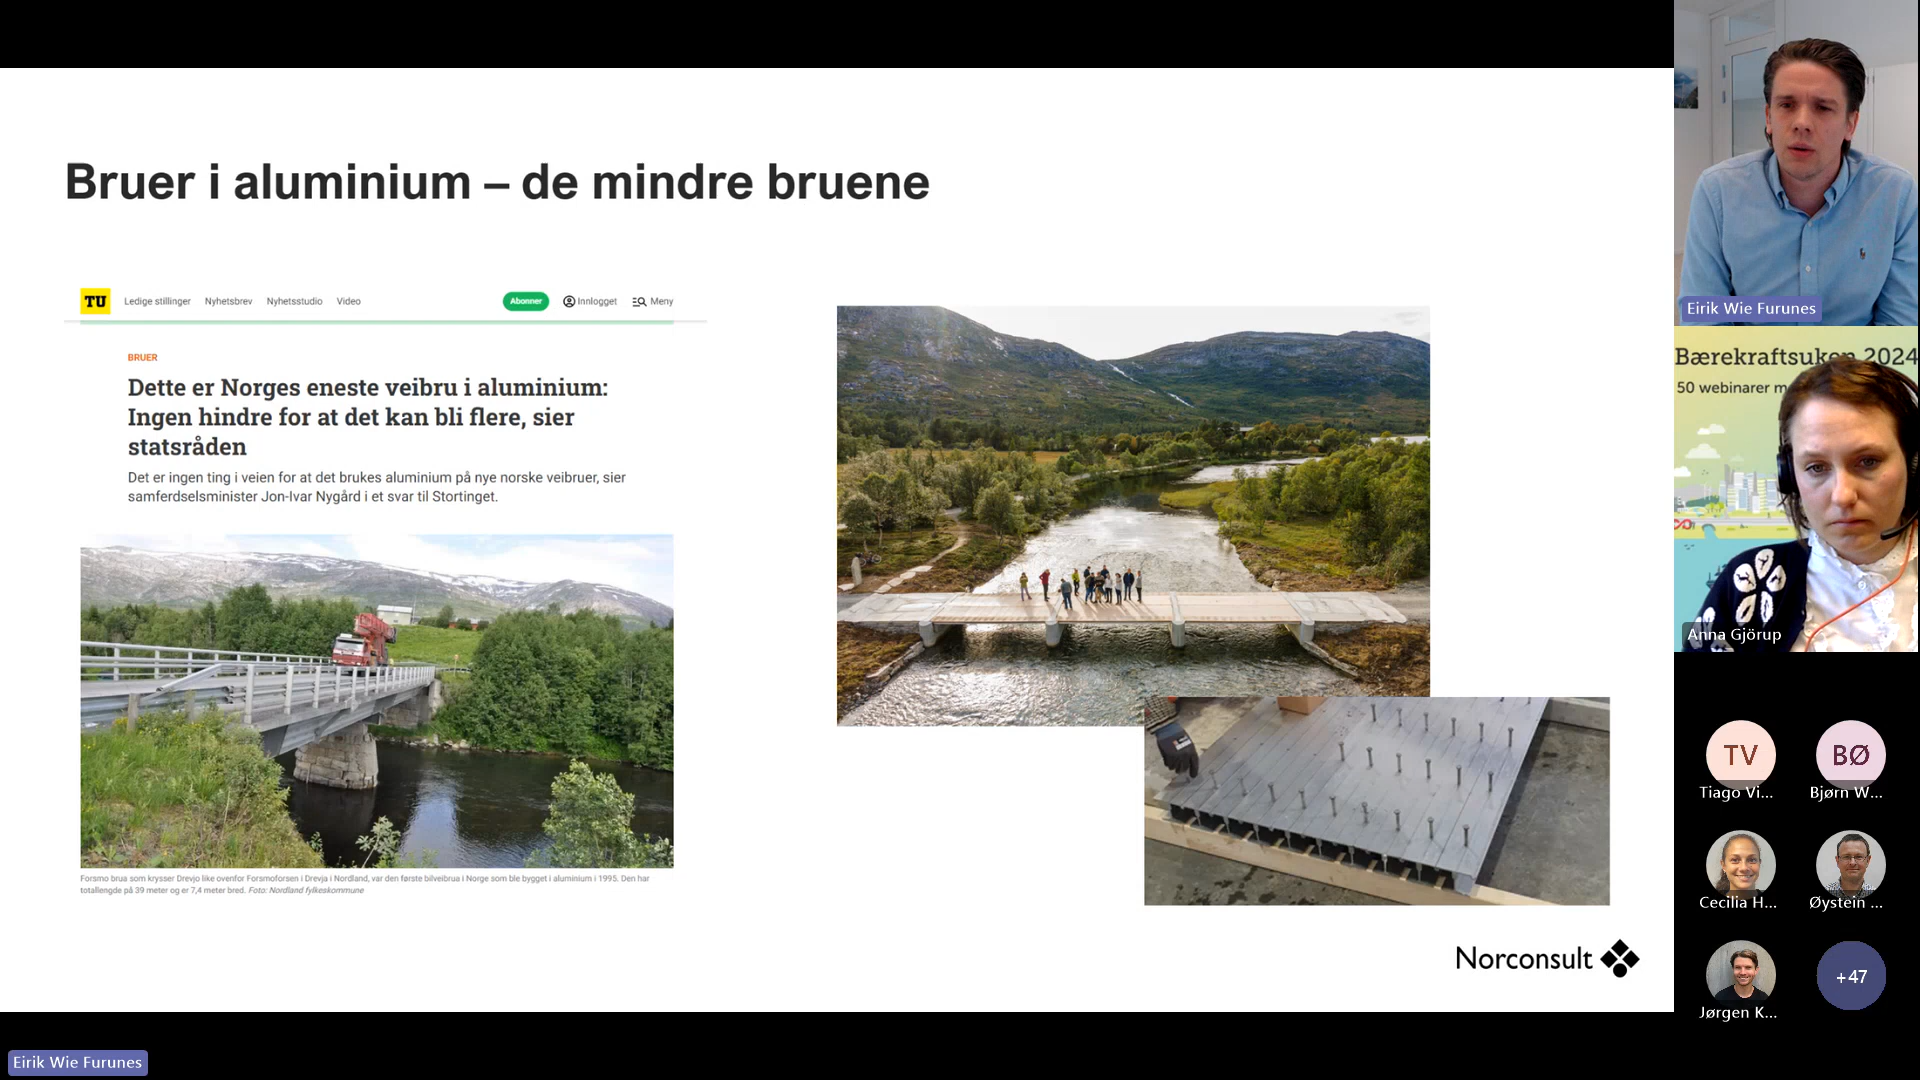 Bruer i aluminium – de mindre bruene
TU
Ledige stillinger Nyhetsbrev Nyhetsstudio Video
Abonner
Innlogget
Meny
BRUER
Dette er Norges eneste veibru i aluminium:
Ingen hindre for at det kan bli flere, sier
statsråden
Det er ingen ting i veien for at det brukes aluminium på nye norske veibruer, sier
samferdselsminister Jon-Ivar Nygård i et svar til Stortinget.
Forsmo brua som krysser Drevjo like ovenfor Forsmoforsen i Drevja i Nordland, var den første bilveibrua i Norge som ble bygget i aluminium i 1995. Den har
totallengde på 39 meter og er 7,4 meter bred. Foto: Nordland fylkeskommune
Norconsult
Eirik Wie Furunes
Eirik Wie Furunes
Bærekraftsuken 2024
50 webinarer m
Anna Gjörup
TV
Tiago Vi...
BØ
Bjørn W...
Cecilia H...
Øystein ...
Jørgen K...
+47